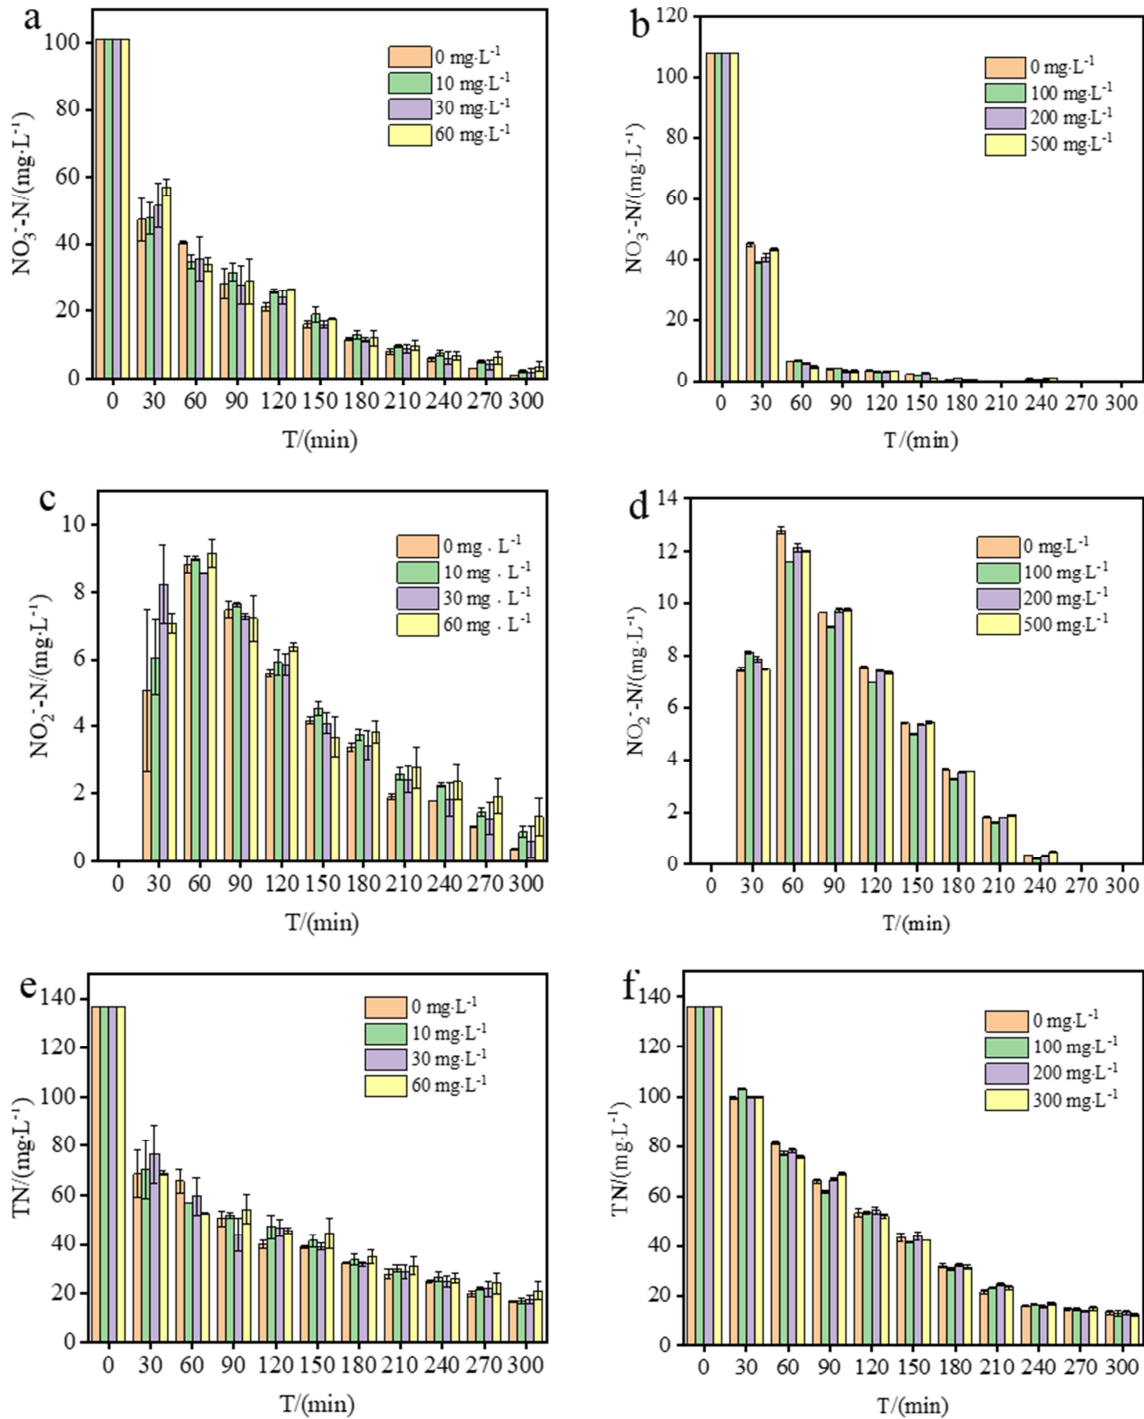 a
NO₃⁻-N/(mg·L⁻¹)
100
80
60
40
20
0
0 mg·L⁻¹
10 mg·L⁻¹
30 mg·L⁻¹
60 mg·L⁻¹
0 30 60 90 120 150 180 210 240 270 300
T/(min)
b
NO₃⁻-N/(mg·L⁻¹)
120
100
80
60
40
20
0
0 mg·L⁻¹
100 mg·L⁻¹
200 mg·L⁻¹
500 mg·L⁻¹
0 30 60 90 120 150 180 210 240 270 300
T/(min)
c
NO₂⁻-N/(mg·L⁻¹)
10
8
6
4
2
0
0 mg · L⁻¹
10 mg · L⁻¹
30 mg · L⁻¹
60 mg · L⁻¹
0 30 60 90 120 150 180 210 240 270 300
T/(min)
d
NO₂⁻-N/(mg·L⁻¹)
14
12
10
8
6
4
2
0
0 mg·L⁻¹
100 mg·L⁻¹
200 mg·L⁻¹
500 mg·L⁻¹
0 30 60 90 120 150 180 210 240 270 300
T/(min)
e
TN/(mg·L⁻¹)
140
120
100
80
60
40
20
0
0 mg·L⁻¹
10 mg·L⁻¹
30 mg·L⁻¹
60 mg·L⁻¹
0 30 60 90 120 150 180 210 240 270 300
T/(min)
f
TN/(mg·L⁻¹)
140
120
100
80
60
40
20
0
0 mg·L⁻¹
100 mg·L⁻¹
200 mg·L⁻¹
300 mg·L⁻¹
0 30 60 90 120 150 180 210 240 270 300
T/(min)